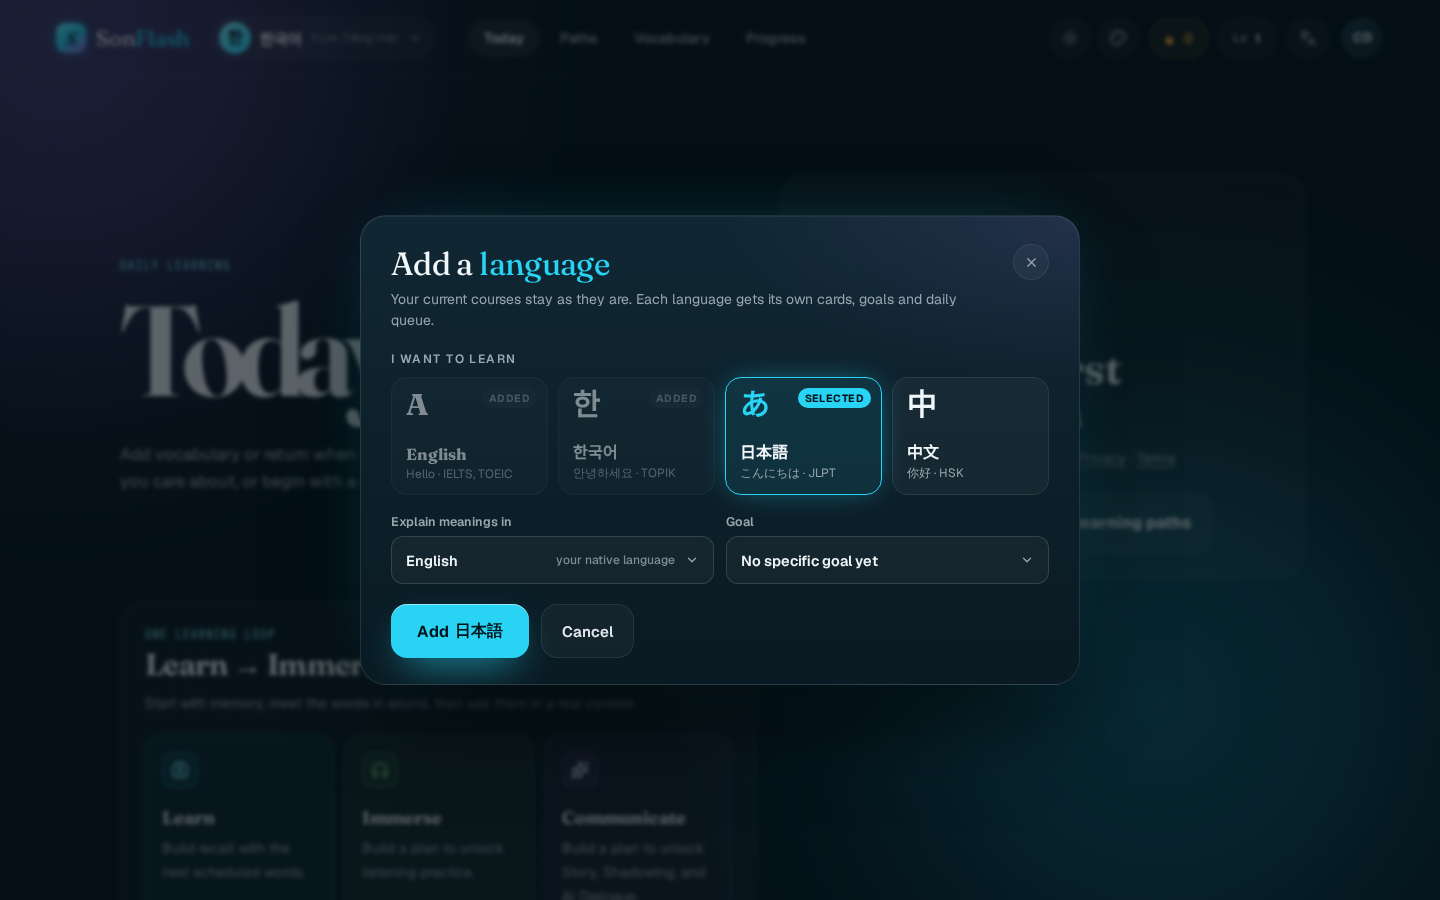 SonFlash
한국어
Today
Paths
Vocabulary
Progress
0
Lv 1
CD
DAILY LEARNING
Today
Add vocabulary or return when
you care about, or begin with a
Privacy · Terms
learning paths
Add a language
Your current courses stay as they are. Each language gets its own cards, goals and daily
queue.
I WANT TO LEARN
A
ADDED
English
Hello · IELTS, TOEIC
한
ADDED
한국어
안녕하세요 · TOPIK
あ
SELECTED
日本語
こんにちは · JLPT
中
中文
你好 · HSK
Explain meanings in
English
your native language
Goal
No specific goal yet
Add 日本語
Cancel
ONE LEARNING LOOP
Learn → Immer
Start with memory, meet the words in sound, then use them in a real context.
Learn
Build recall with the
next scheduled words.
Immerse
Build a plan to unlock
listening practice.
Communicate
Build a plan to unlock
Story, Shadowing, and